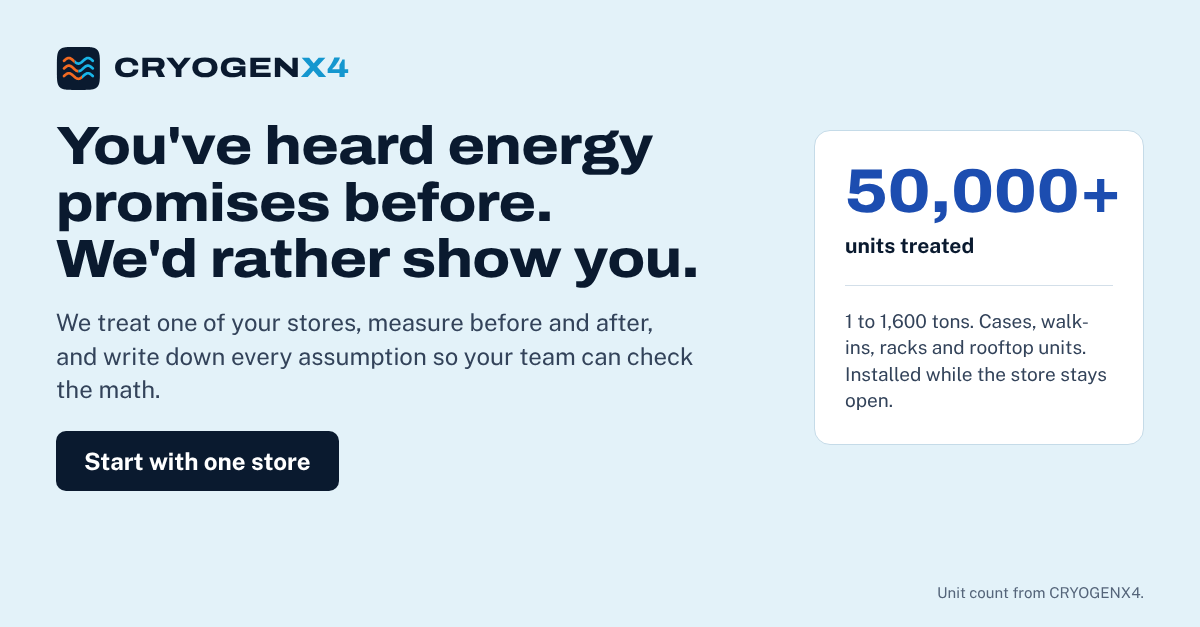 CRYOGENX4
You've heard energy
promises before.
We'd rather show you.
We treat one of your stores, measure before and after,
and write down every assumption so your team can check
the math.
Start with one store
50,000+
units treated
1 to 1,600 tons. Cases, walk-
ins, racks and rooftop units.
Installed while the store stays
open.
Unit count from CRYOGENX4.